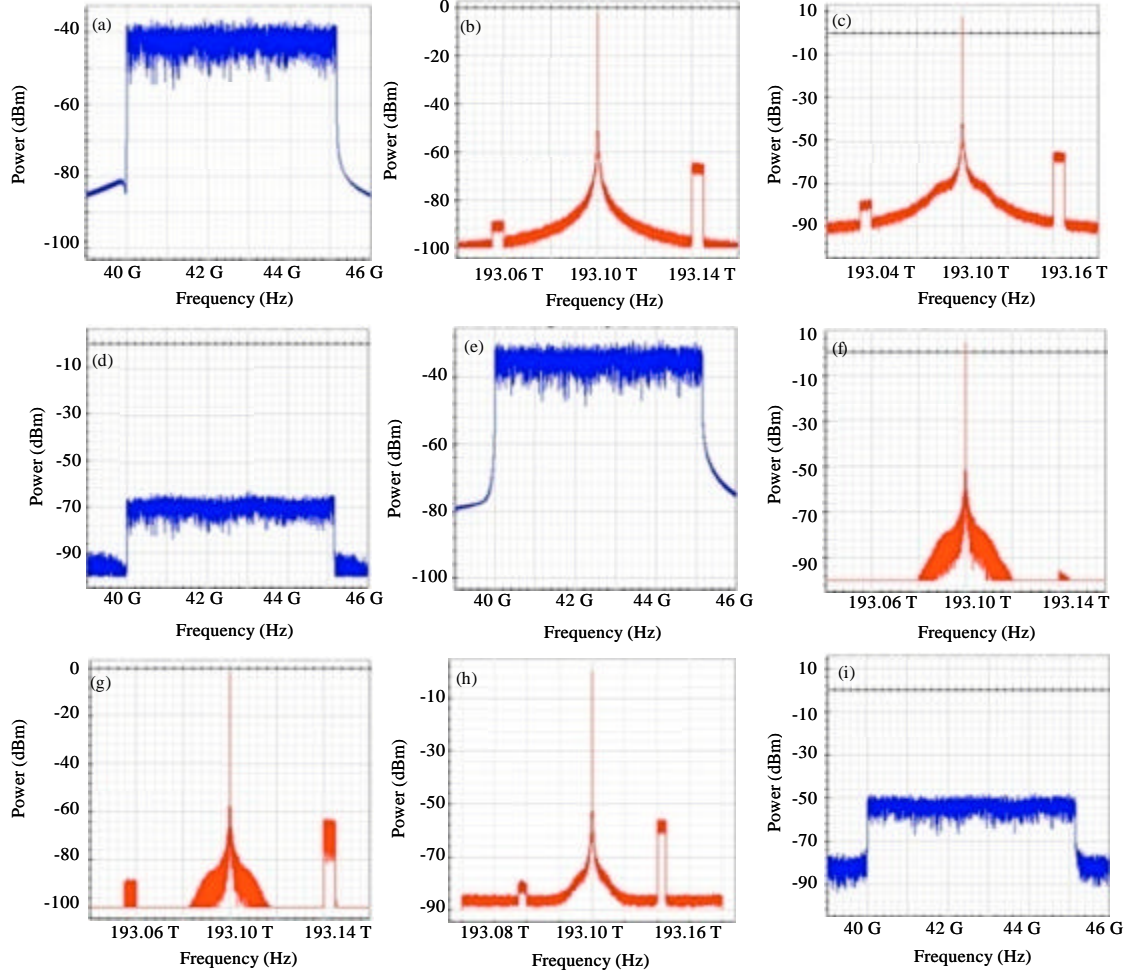 (a)
-40
-60
-80
-100
Power (dBm)
40 G 42 G 44 G 46 G
Frequency (Hz)
(b)
0
-20
-40
-60
-80
-100
Power (dBm)
193.06 T 193.10 T 193.14 T
Frequency (Hz)
(c)
10
-10
-30
-50
-70
-90
Power (dBm)
193.04 T 193.10 T 193.16 T
Frequency (Hz)
(d)
-10
-30
-50
-70
-90
Power (dBm)
40 G 42 G 44 G 46 G
Frequency (Hz)
(e)
-40
-60
-80
-100
Power (dBm)
40 G 42 G 44 G 46 G
Frequency (Hz)
(f)
10
-10
-30
-50
-70
-90
Power (dBm)
193.06 T 193.10 T 193.14 T
Frequency (Hz)
(g)
0
-20
-40
-60
-80
-100
Power (dBm)
193.06 T 193.10 T 193.14 T
Frequency (Hz)
(h)
-10
-30
-50
-70
-90
Power (dBm)
193.08 T 193.10 T 193.16 T
Frequency (Hz)
(i)
10
-10
-30
-50
-70
-90
Power (dBm)
40 G 42 G 44 G 46 G
Frequency (Hz)